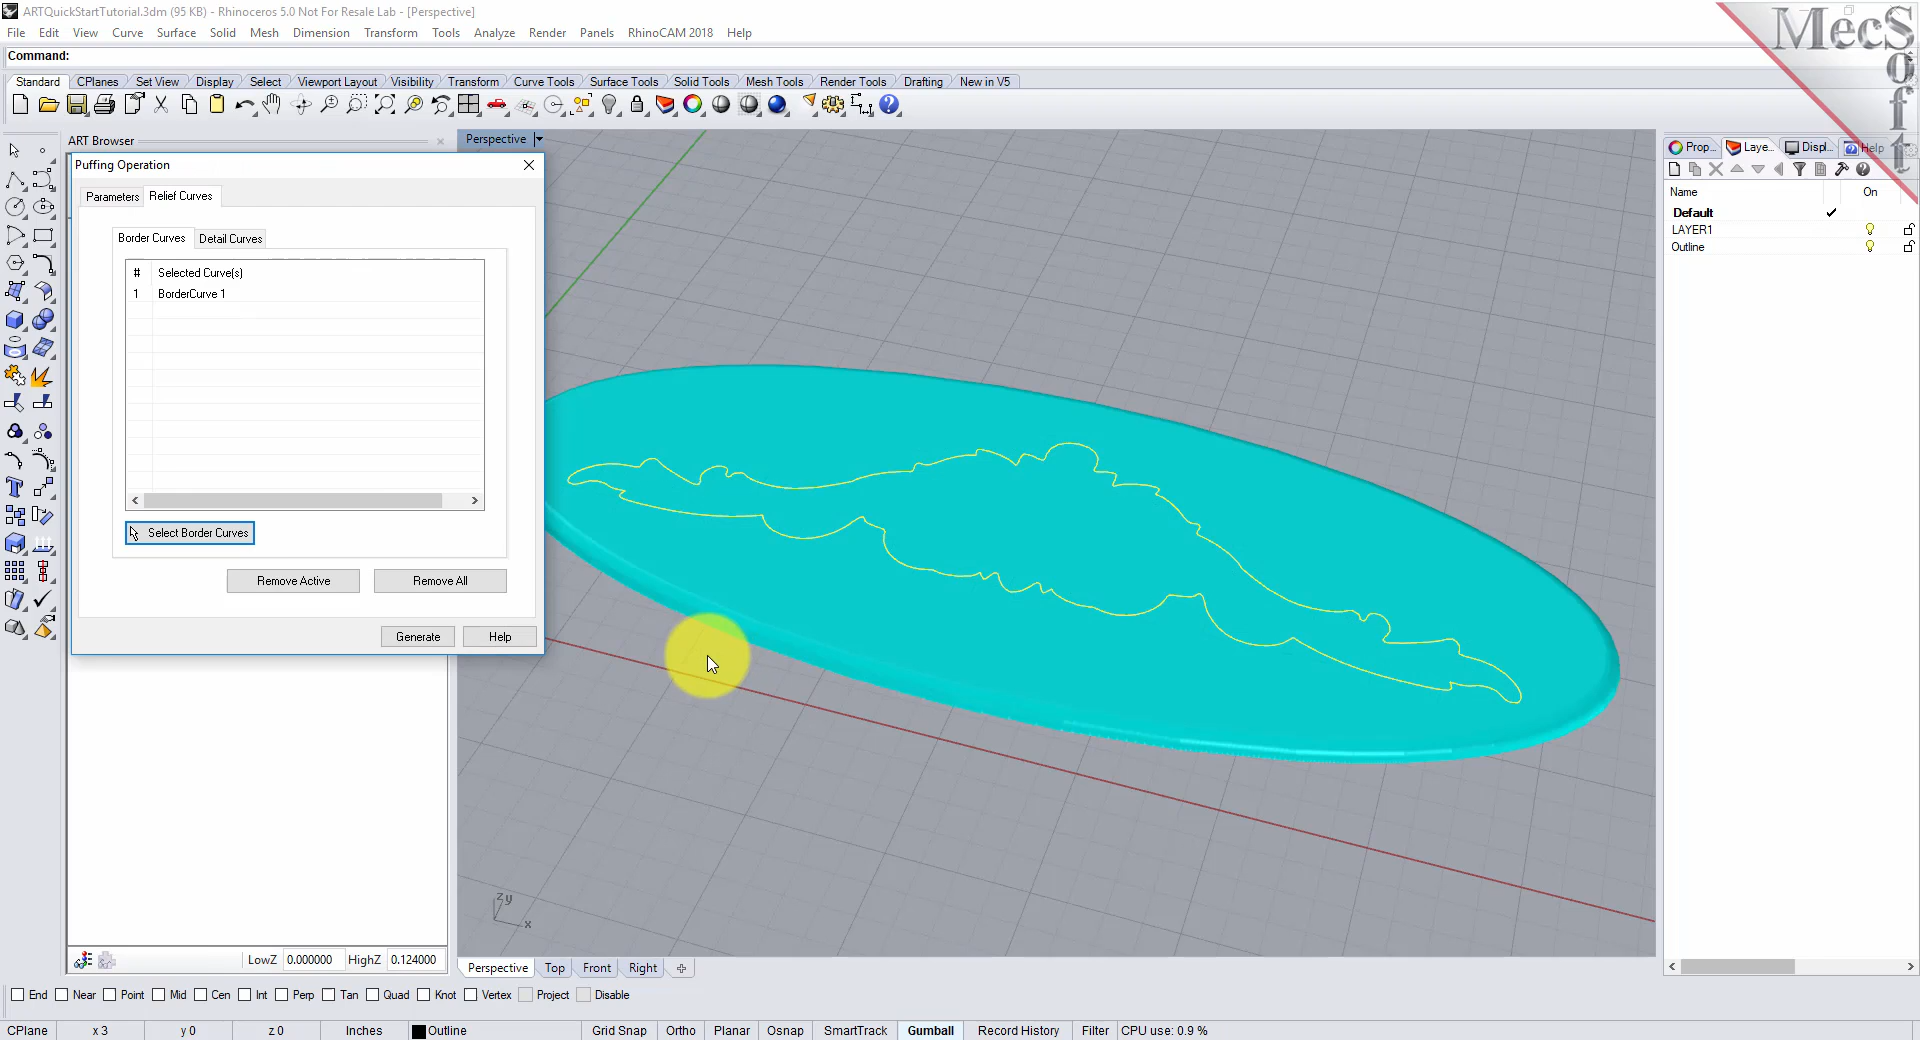 ARTQuickStartTutorial.3dm (95 KB) - Rhinoceros 5.0 Not For Resale Lab - [Perspective]
File Edit View Curve Surface Solid Mesh Dimension Transform Tools Analyze Render Panels RhinoCAM 2018 Help
Command:
Standard CPlanes Set View Display Select Viewport Layout Visibility Transform Curve Tools Surface Tools Solid Tools Mesh Tools Render Tools Drafting New in V5
MecSoft
ART Browser
Perspective
Prop... Laye... Displ... Help
Puffing Operation
Parameters Relief Curves
Name On
Default
LAYER1
Outline
Border Curves Detail Curves
# Selected Curve(s)
1 BorderCurve 1
Select Border Curves
Remove Active Remove All
Generate Help
z y
x
LowZ 0.000000 HighZ 0.124000
Perspective Top Front Right
End Near Point Mid Cen Int Perp Tan Quad Knot Vertex Project Disable
CPlane x 3 y 0 z 0 Inches Outline Grid Snap Ortho Planar Osnap SmartTrack Gumball Record History Filter CPU use: 0.9 %